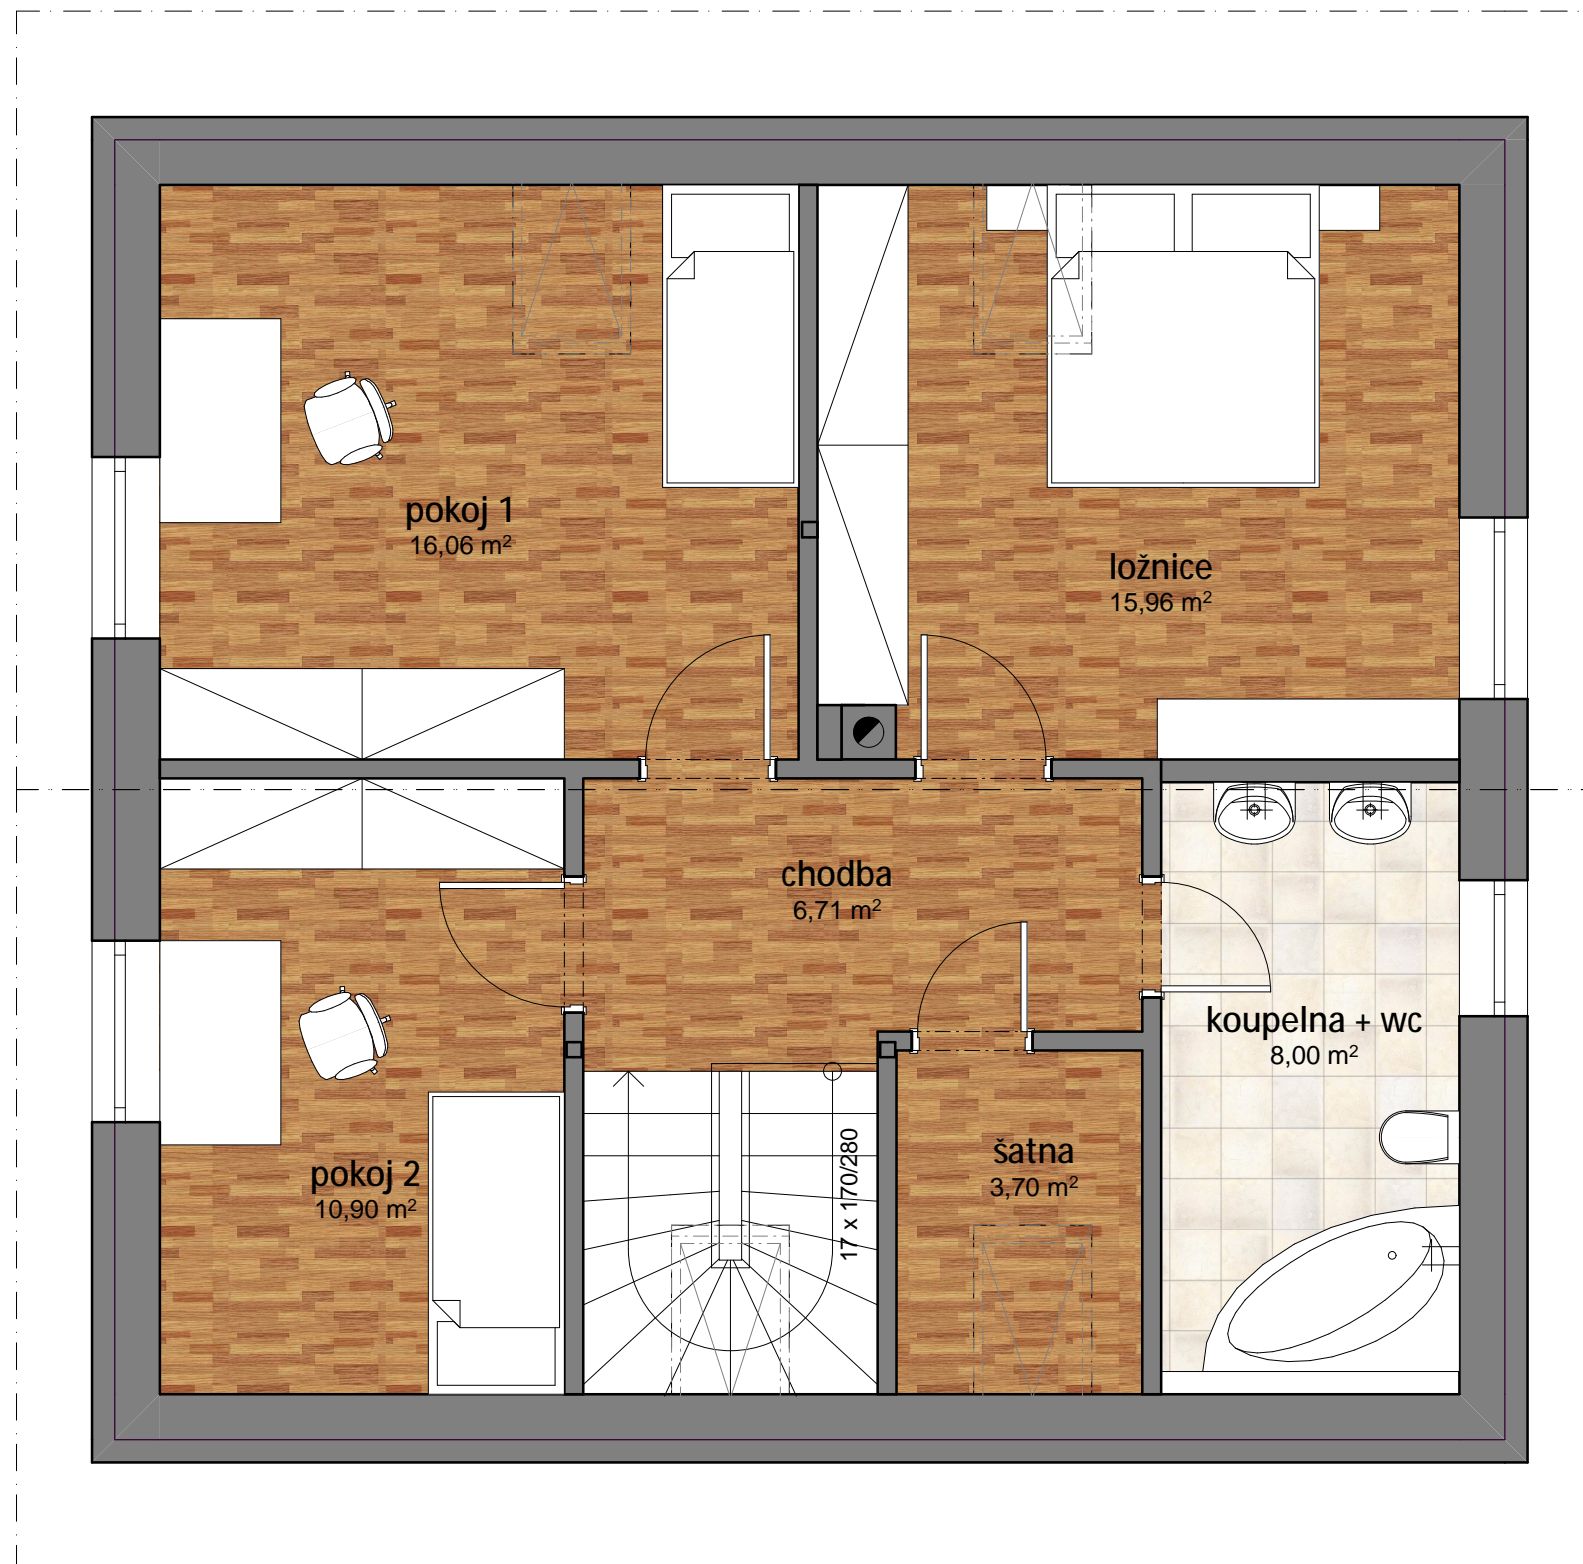 pokoj 1
16,06 m²
ložnice
15,96 m²
chodba
6,71 m²
koupelna + wc
8,00 m²
pokoj 2
10,90 m²
17 x 170/280
šatna
3,70 m²